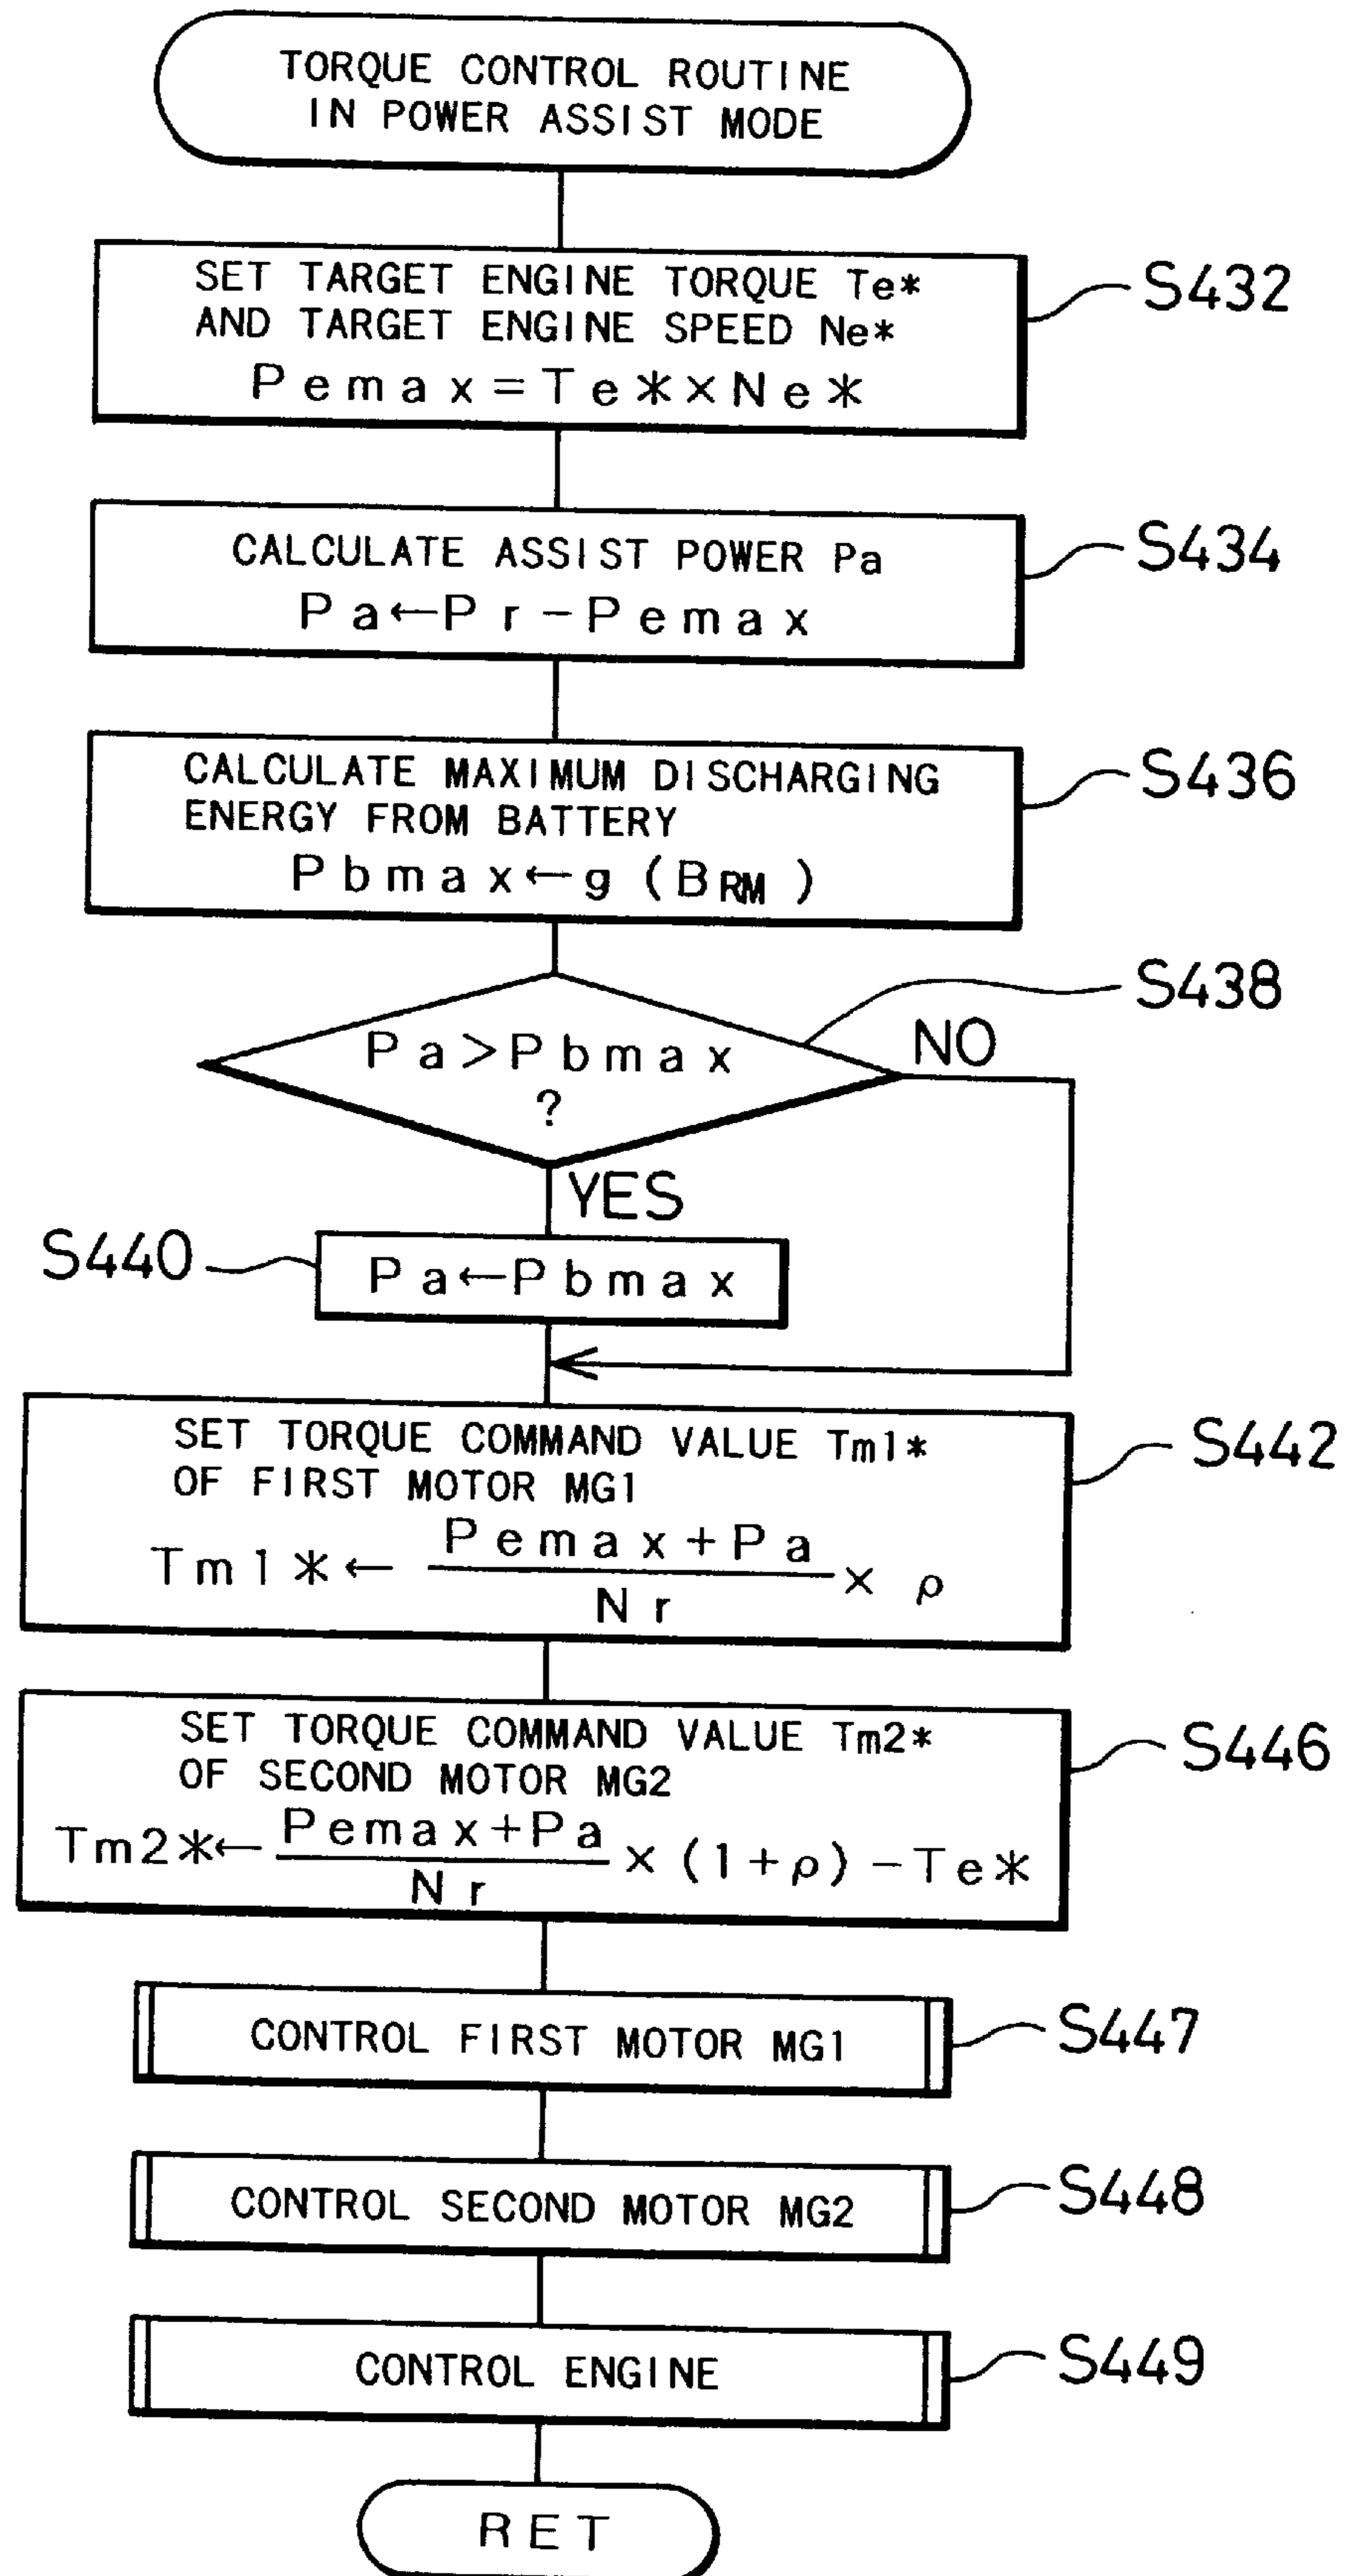 TORQUE CONTROL ROUTINE
IN POWER ASSIST MODE
SET TARGET ENGINE TORQUE Te*
AND TARGET ENGINE SPEED Ne*
Pemax=Te*×Ne*
S432
CALCULATE ASSIST POWER Pa
Pa←Pr-Pemax
S434
CALCULATE MAXIMUM DISCHARGING
ENERGY FROM BATTERY
Pbmax←g(BRM)
S436
S438
Pa>Pbmax
?
NO
YES
S440
Pa←Pbmax
SET TORQUE COMMAND VALUE Tm1*
OF FIRST MOTOR MG1
Tm1*← Pemax+Pa
Nr
× ρ
S442
SET TORQUE COMMAND VALUE Tm2*
OF SECOND MOTOR MG2
Tm2*← Pemax+Pa
Nr
×(1+ρ)-Te*
S446
CONTROL FIRST MOTOR MG1
S447
CONTROL SECOND MOTOR MG2
S448
CONTROL ENGINE
S449
RET